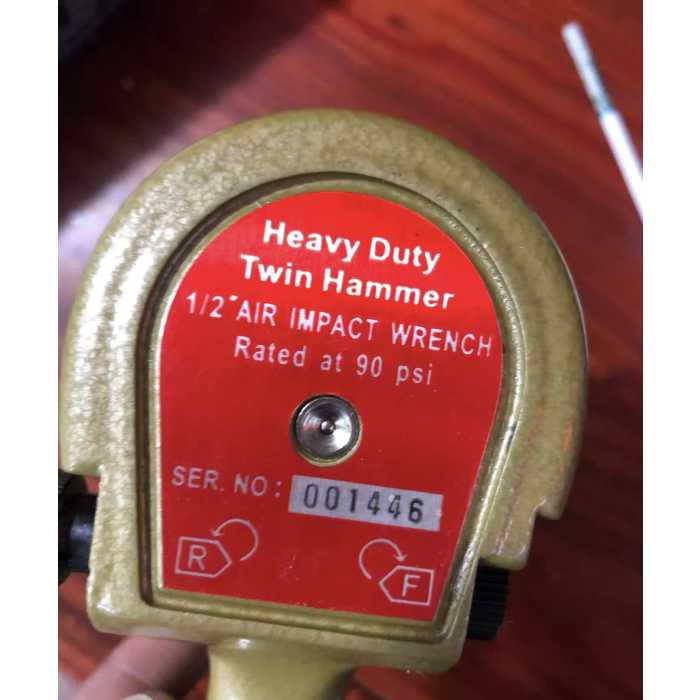 Heavy Duty
Twin Hammer
1/2" AIR IMPACT WRENCH
Rated at 90 psi
SER. NO: 001446
R F